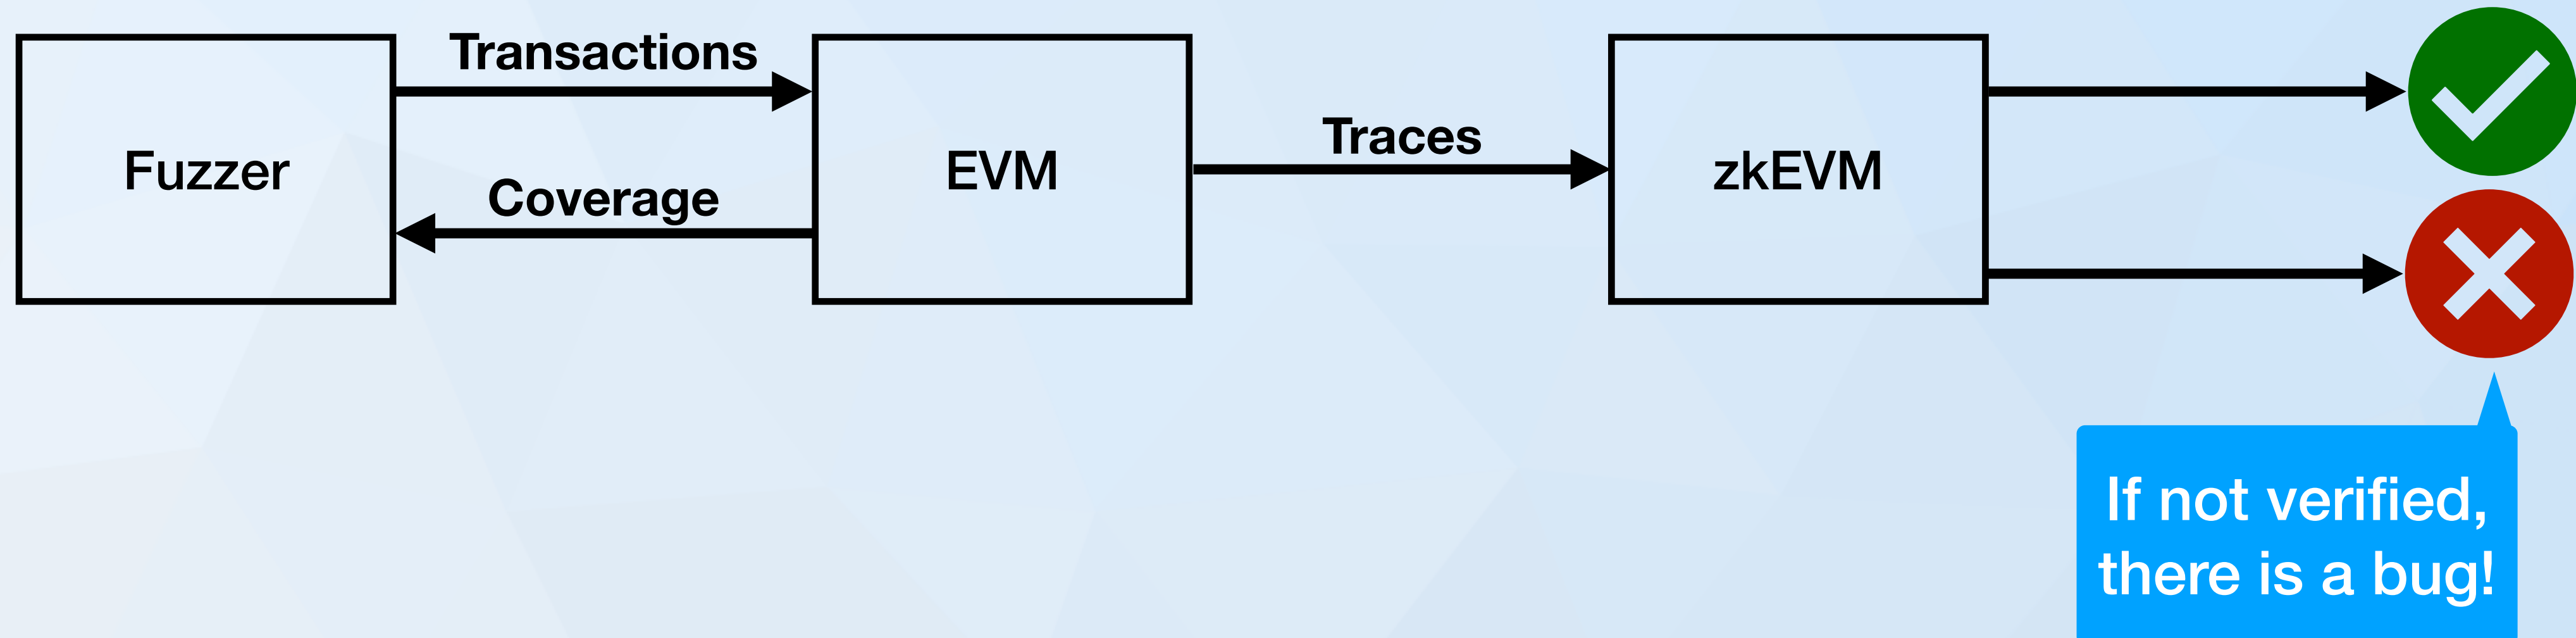 Transactions
Fuzzer
Coverage
EVM
Traces
zkEVM
If not verified,
there is a bug!